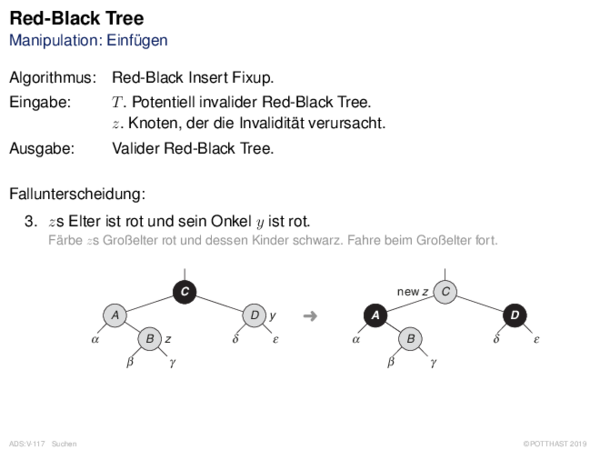 Red-Black Tree
Manipulation: Einfügen
Algorithmus: Red-Black Insert Fixup.
Eingabe: T. Potentiell invalider Red-Black Tree.
z. Knoten, der die Invalidität verursacht.
Ausgabe: Valider Red-Black Tree.
Fallunterscheidung:
3. zs Elter ist rot und sein Onkel y ist rot.
Färbe zs Großelter rot und dessen Kinder schwarz. Fahre beim Großelter fort.
C new z C
A D y ➜ A D
α B z δ ε α B δ ε
β γ β γ
ADS:V-117 Suchen ©POTTHAST 2019